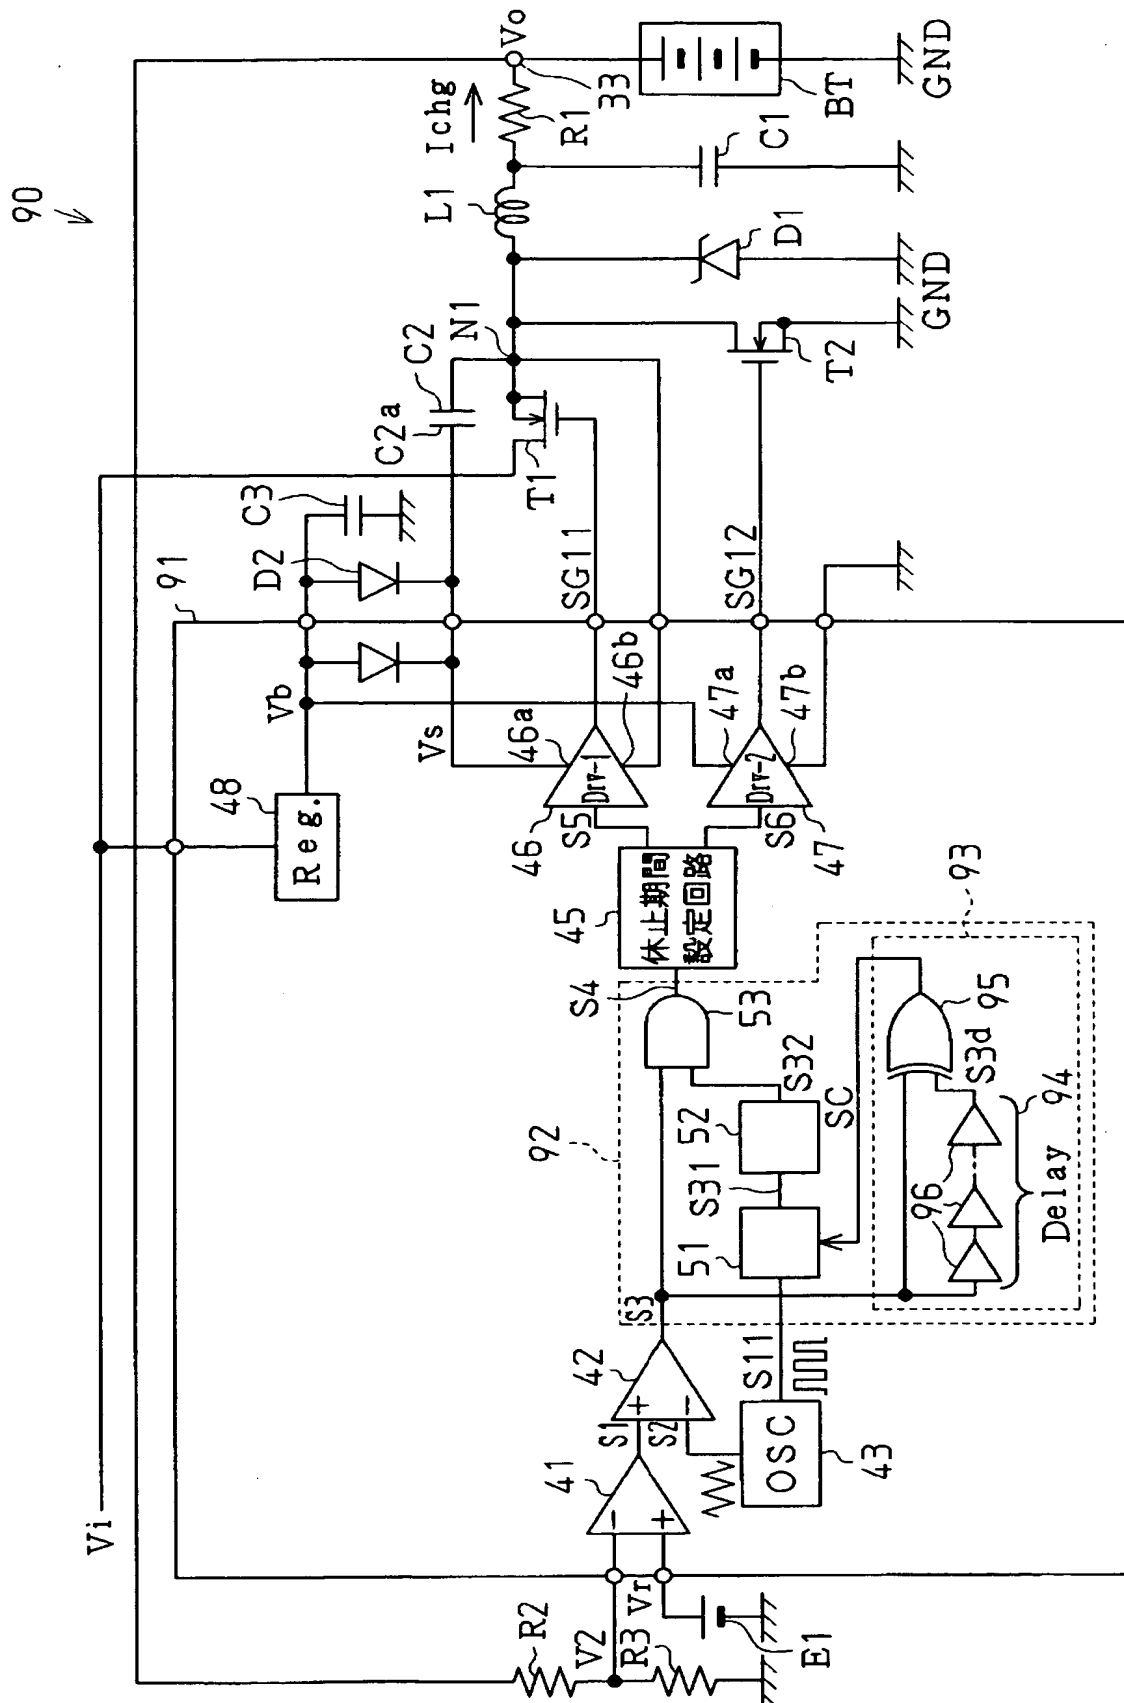 90
Vi
Vo
33
Ichg
R1
L1
C1
BT
GND
D1
GND
N1
C2
C2a
T1
T2
C3
D2
91
SG11
SG12
Vb
Vs
46a
46b
47a
47b
48
Reg.
Drv-1
Drv-2
46
47
S5
S6
45
休止期間
設定回路
S4
53
93
92
S32
52
S31
51
SC
95
S3d
94
96
Delay
S3
42
S11
S1
S2
+
−
OSC
43
41
−
+
Vr
R2
V2
R3
E1